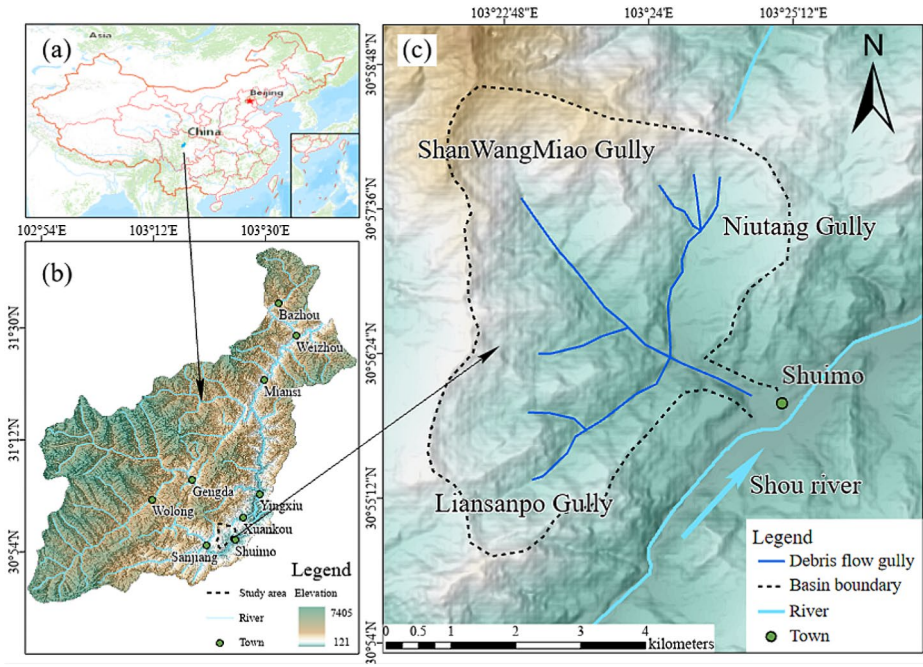 (a)
Asia
Beijing
China
102°54'E
103°12'E
103°30'E
(b)
31°30'N
31°12'N
30°54'N
Bazhou
Weizhou
Miansi
Gengda
Wolong
Yingxiu
Xuankou
Sanjiang
Shuimo
Legend
Study area
Elevation
River
Town
7405
121
(c)
103°22'48"E
103°24'E
103°25'12"E
30°58'48"N
30°57'36"N
30°56'24"N
30°55'12"N
30°54'N
N
ShanWangMiao Gully
Niutang Gully
Shuimo
Liansanpo Gully
Shou river
Legend
Debris flow gully
Basin boundary
River
Town
0 0.5 1 2 3 4
kilometers